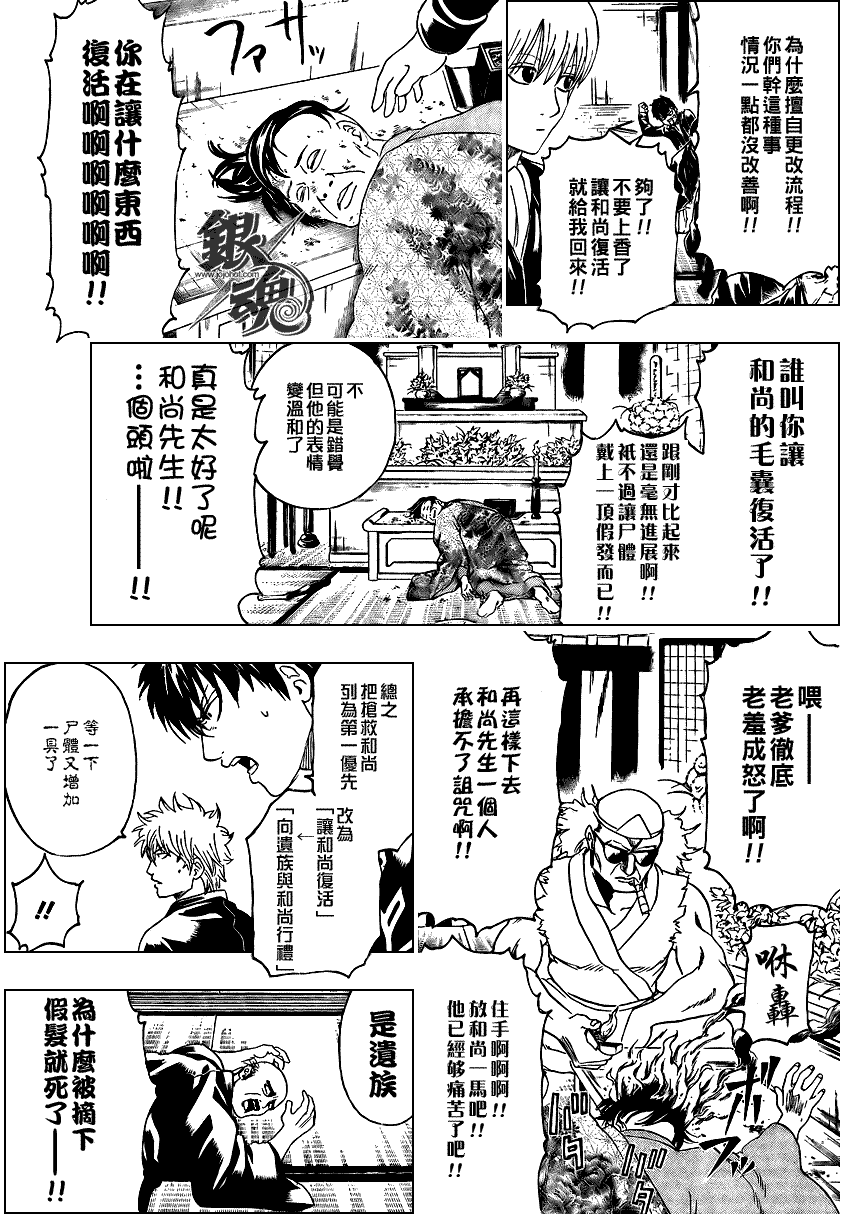 為什麼擅自更改流程!!
你們幹這種事
情況一點都沒改善啊!!
夠了!!
不要上香了
讓和尚復活
就給我回來!!
ファサ
你在讓什麼東西
復活啊啊啊啊啊啊!!
銀魂
www.jojohot.com
誰叫你讓
和尚的毛囊復活了!!
跟剛才比起來
還是毫無進展啊!!
衹不過讓尸體
戴上一頂假發而已!!
不
可能是錯覺
但他的表情
變溫和了
真是太好了呢
和尚先生!!
…個頭啦——!!
喂——
老爹徹底
老羞成怒了啊!!
再這樣下去
和尚先生一個人
承擔不了詛咒啊!!
咻轟
住手啊啊啊!!
放和尚一馬吧!!
他已經够痛苦了吧!!
總之
把搶救和尚
列為第一優先
改為
「讓和尚復活」
←
「向遺族與和尚行禮」
等一下
尸體又增加
一具了
!!
是遺族
為什麼被摘下
假髮就死了——!!